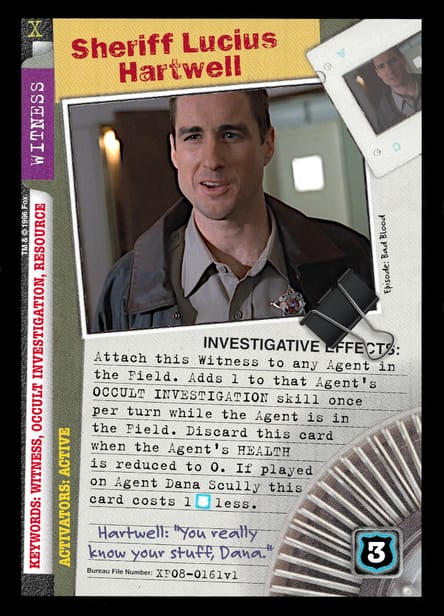 X
WITNESS
Sheriff Lucius
Hartwell
TM & © 1996 Fox
KEYWORDS: WITNESS, OCCULT INVESTIGATION, RESOURCE
ACTIVATORS: ACTIVE
Episode: Bad Blood
INVESTIGATIVE EFFECTS:
Attach this Witness to any Agent in
the Field. Adds 1 to that Agent's
OCCULT INVESTIGATION skill once
per turn while the Agent is in
the Field. Discard this card
when the Agent's HEALTH
is reduced to 0. If played
on Agent Dana Scully this
card costs 1 less.
Hartwell: "You really
know your stuff, Dana."
Bureau File Number: XF08-0161v1
3